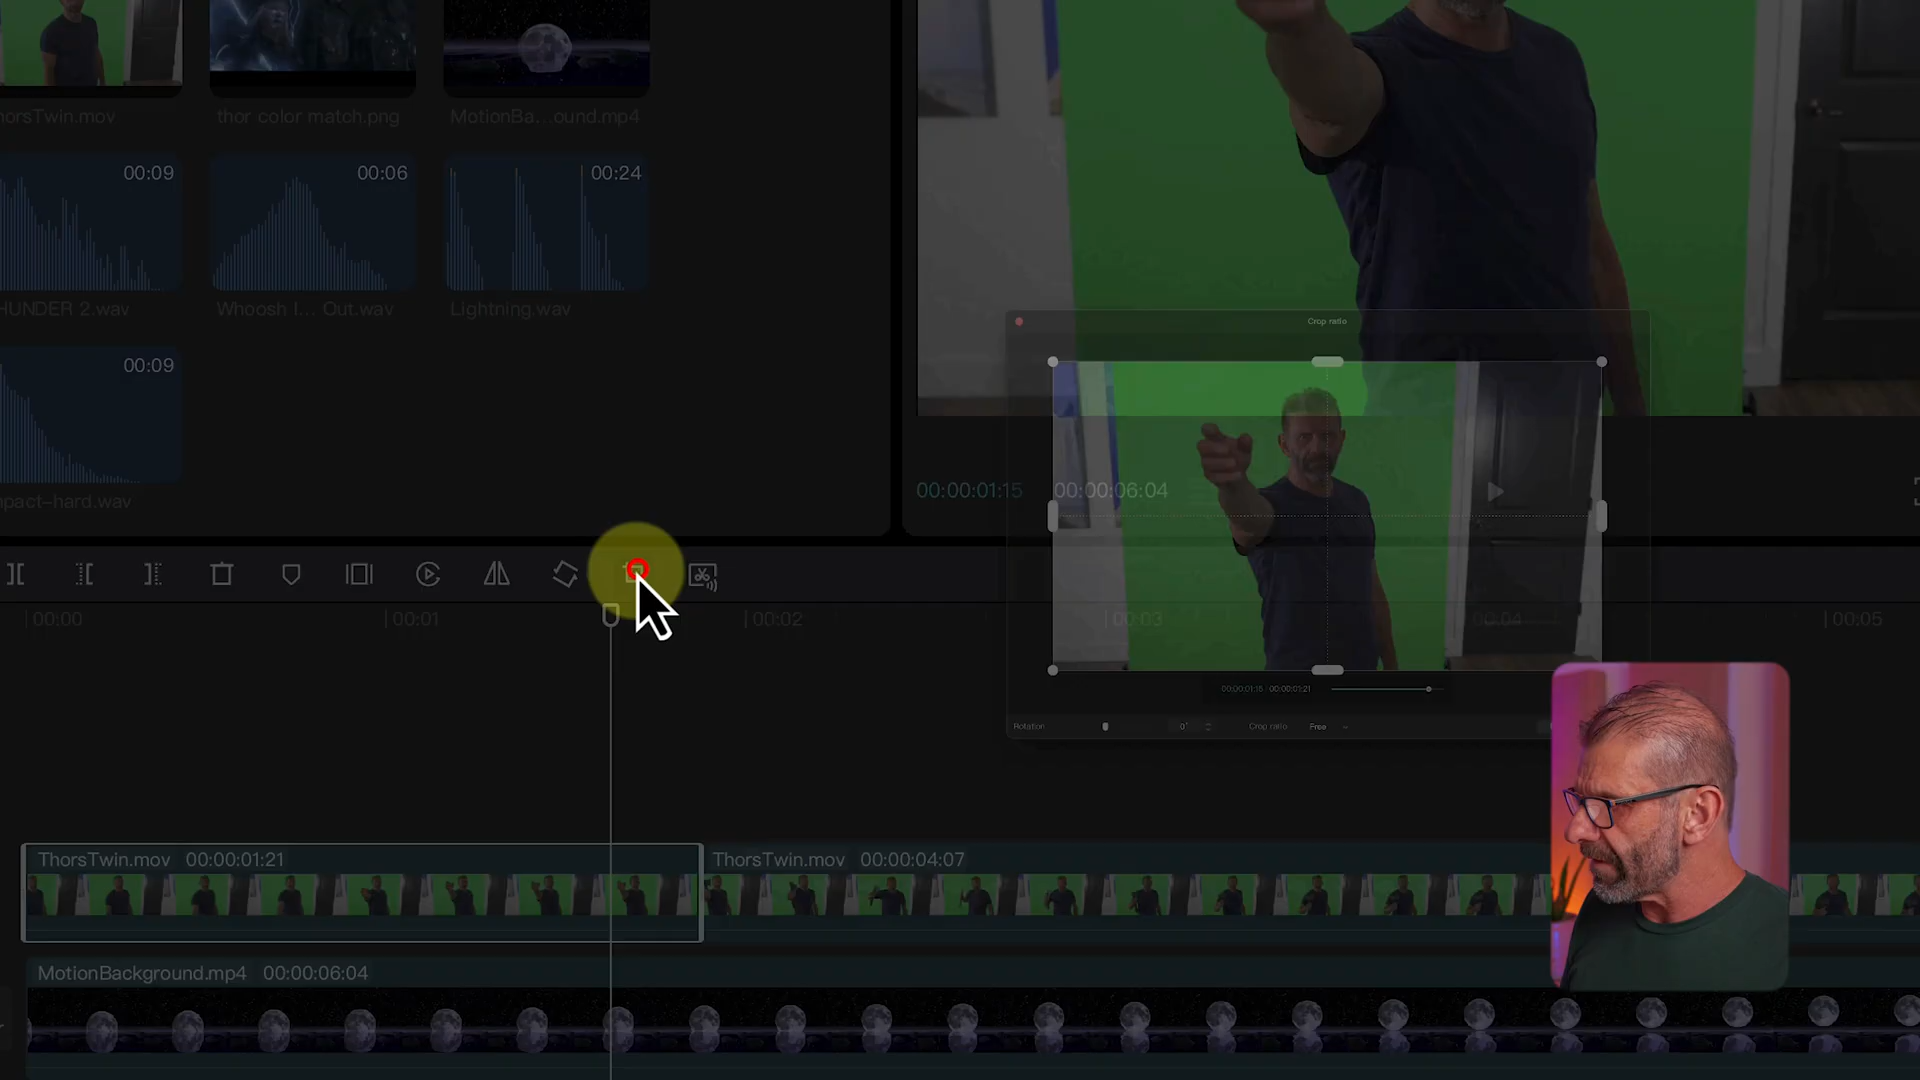 horsTwin.mov
thor color match.png
MotionBa...ound.mp4
00:09
00:06
00:24
HUNDER 2.wav
Whoosh I... Out.wav
Lightning.wav
00:09
mpact-hard.wav
Crop ratio
00:00:01:15
00:00:06:04
00:00
00:01
00:02
00:03
00:04
00:05
00:00:01:15 00:00:01:21
Rotation
0°
Crop ratio
Free
ThorsTwin.mov 00:00:01:21
ThorsTwin.mov 00:00:04:07
MotionBackground.mp4 00:00:06:04